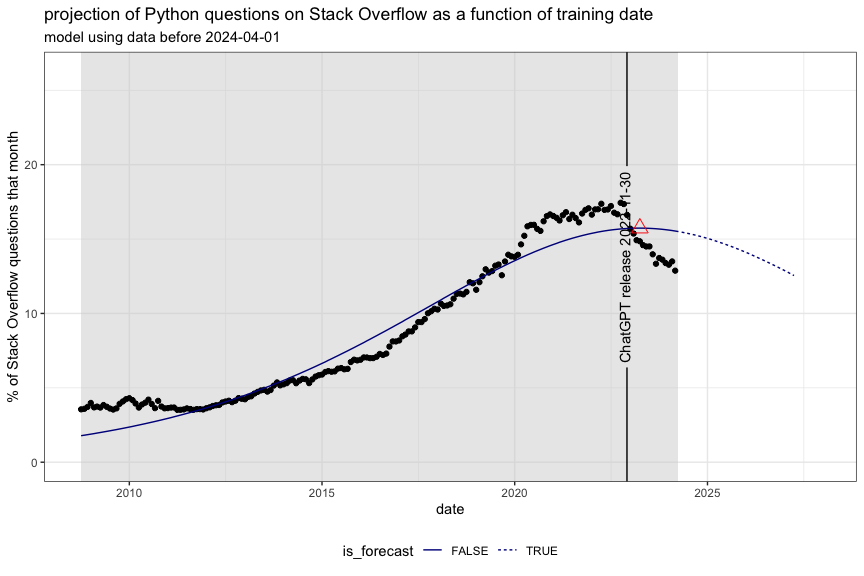 projection of Python questions on Stack Overflow as a function of training date
model using data before 2024-04-01
% of Stack Overflow questions that month
20
10
0
ChatGPT release 2022-11-30
2010
2015
2020
2025
date
is_forecast
FALSE
TRUE